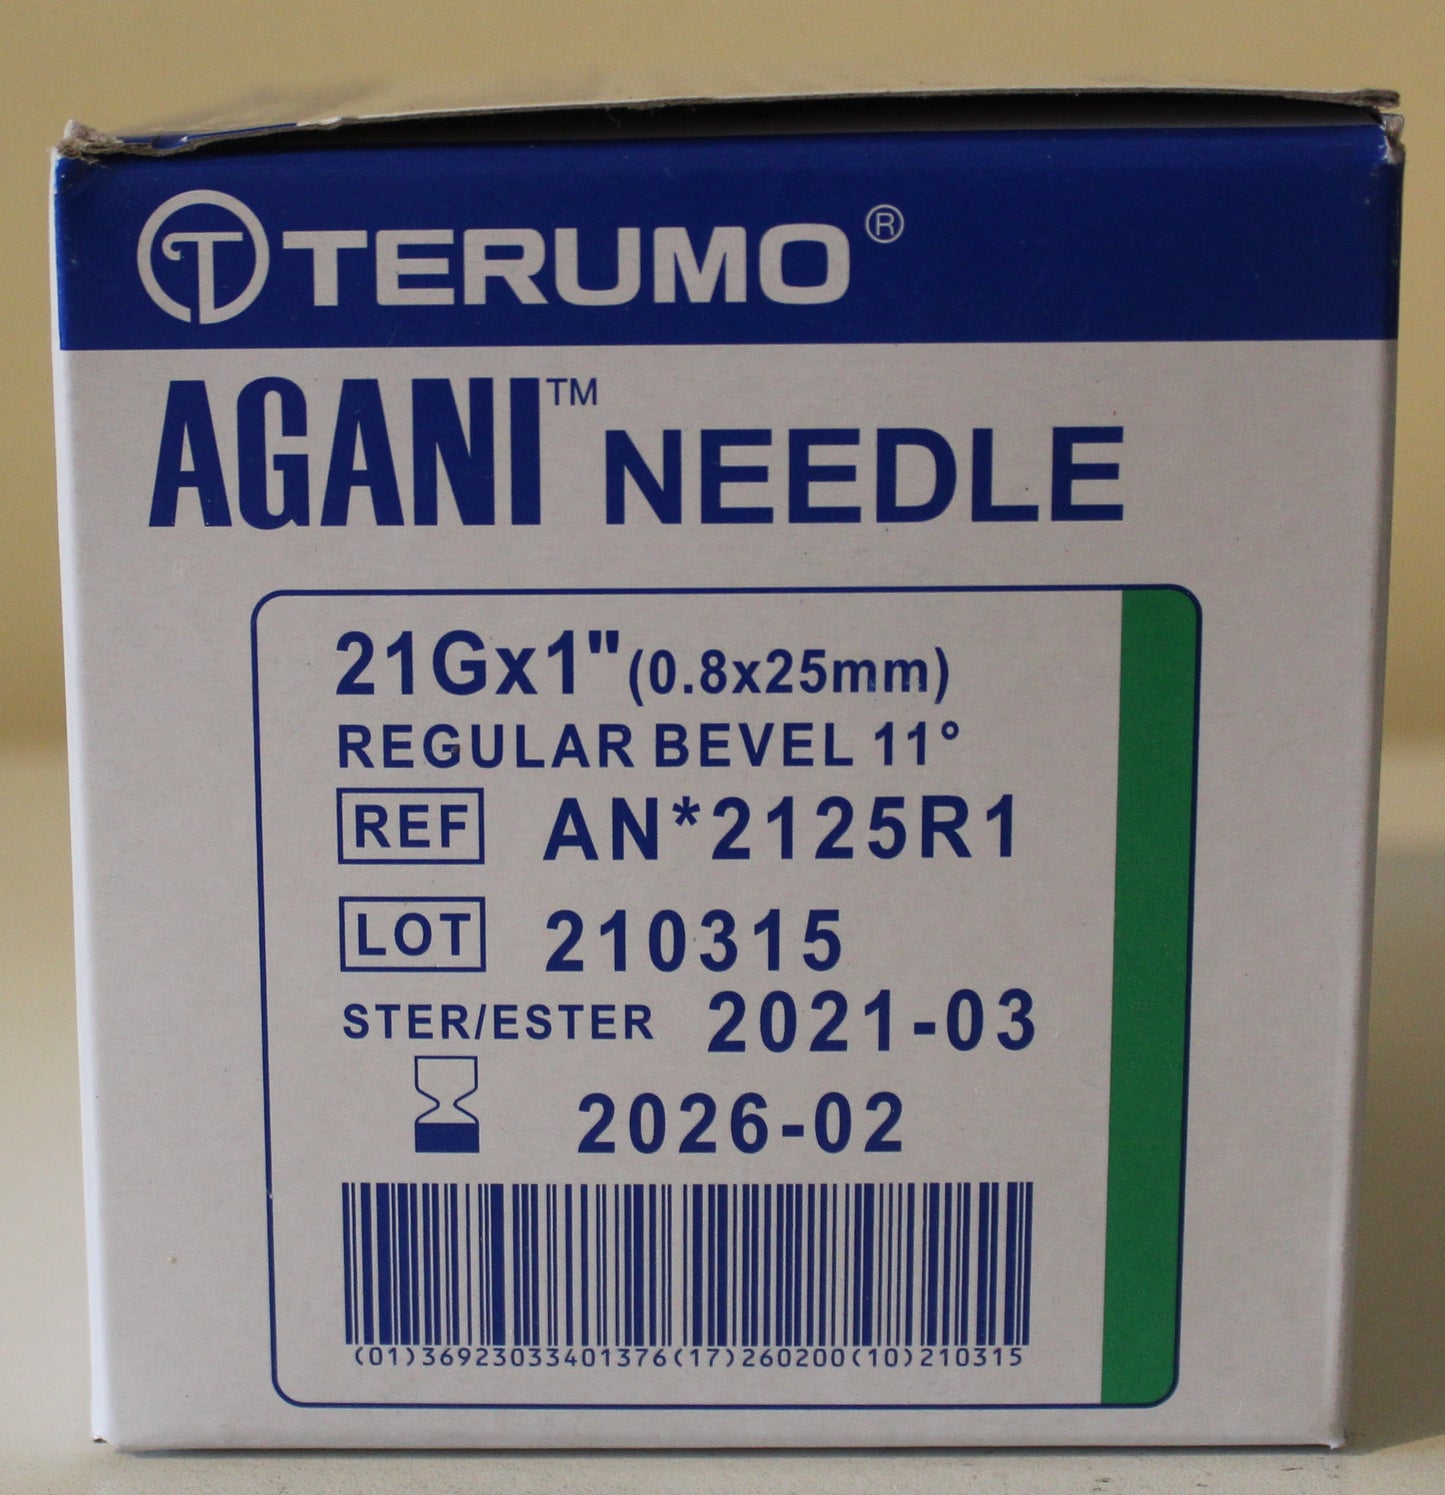 TERUMO®
AGANI™ NEEDLE
21Gx1"(0.8x25mm)
REGULAR BEVEL 11°
REF AN*2125R1
LOT 210315
STER/ESTER 2021-03
2026-02
(01)36923033401376(17)260200(10)210315